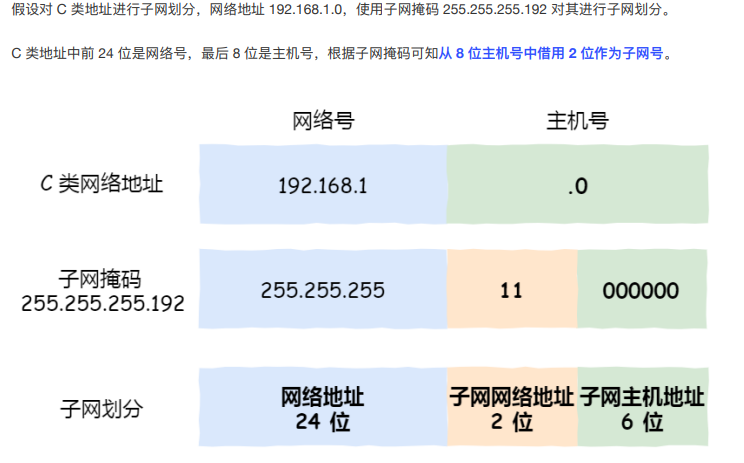 假设对 C 类地址进行子网划分，网络地址 192.168.1.0，使用子网掩码 255.255.255.192 对其进行子网划分。
C 类地址中前 24 位是网络号，最后 8 位是主机号，根据子网掩码可知从 8 位主机号中借用 2 位作为子网号。
网络号 主机号
C 类网络地址 192.168.1 .0
子网掩码
255.255.255.192 255.255.255 11 000000
子网划分 网络地址 子网网络地址 子网主机地址
24 位 2 位 6 位